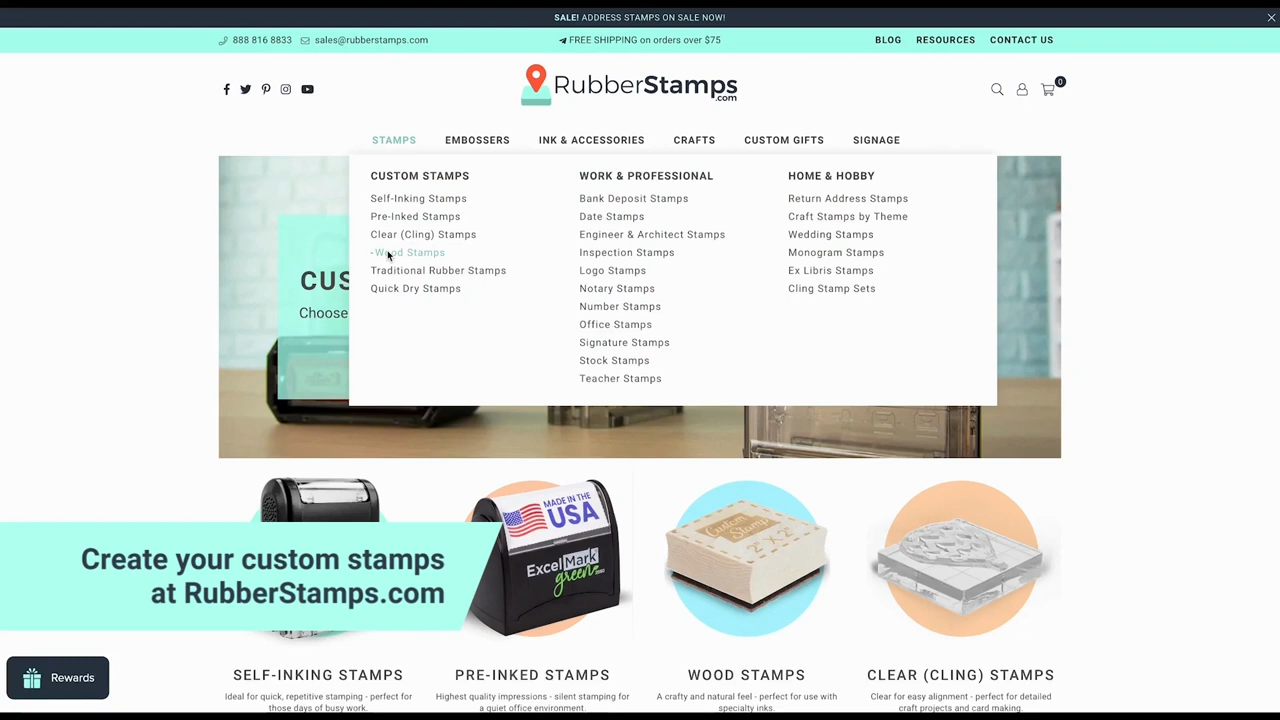 SALE! ADDRESS STAMPS ON SALE NOW!
888 816 8833 sales@rubberstamps.com FREE SHIPPING on orders over $75 BLOG RESOURCES CONTACT US
RubberStamps
.com
0
STAMPS EMBOSSERS INK & ACCESSORIES CRAFTS CUSTOM GIFTS SIGNAGE
CUSTOM STAMPS
Self-Inking Stamps
Pre-Inked Stamps
Clear (Cling) Stamps
-Wood Stamps
Traditional Rubber Stamps
Quick Dry Stamps
WORK & PROFESSIONAL
Bank Deposit Stamps
Date Stamps
Engineer & Architect Stamps
Inspection Stamps
Logo Stamps
Notary Stamps
Number Stamps
Office Stamps
Signature Stamps
Stock Stamps
Teacher Stamps
HOME & HOBBY
Return Address Stamps
Craft Stamps by Theme
Wedding Stamps
Monogram Stamps
Ex Libris Stamps
Cling Stamp Sets
CUS
Choose
MADE IN THE
USA
ExcelMark
green
Custom
Stamp
2" X 2"
Create your custom stamps
at RubberStamps.com
SELF-INKING STAMPS
Ideal for quick, repetitive stamping - perfect for
those days of busy work.
PRE-INKED STAMPS
Highest quality impressions - silent stamping for
a quiet office environment.
WOOD STAMPS
A crafty and natural feel - perfect for use with
specialty inks.
CLEAR (CLING) STAMPS
Clear for easy alignment - perfect for detailed
craft projects and card making.
Rewards